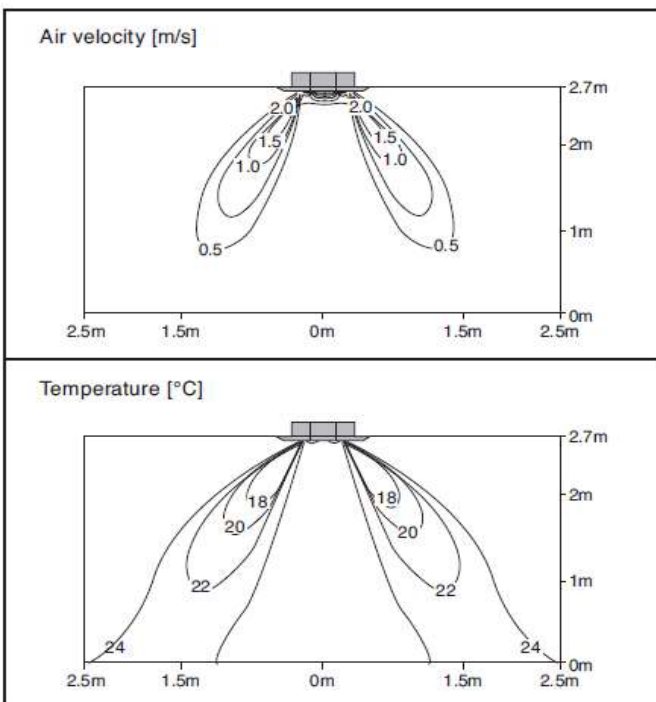 Air velocity [m/s]
2.7m
2.0 2.0
2m
1.5 1.5
1.0 1.0
1m
0.5 0.5
0m
2.5m 1.5m 0m 1.5m 2.5m
Temperature [°C]
2.7m
2m
18 18
20 20
1m
22 22
24 24
0m
2.5m 1.5m 0m 1.5m 2.5m